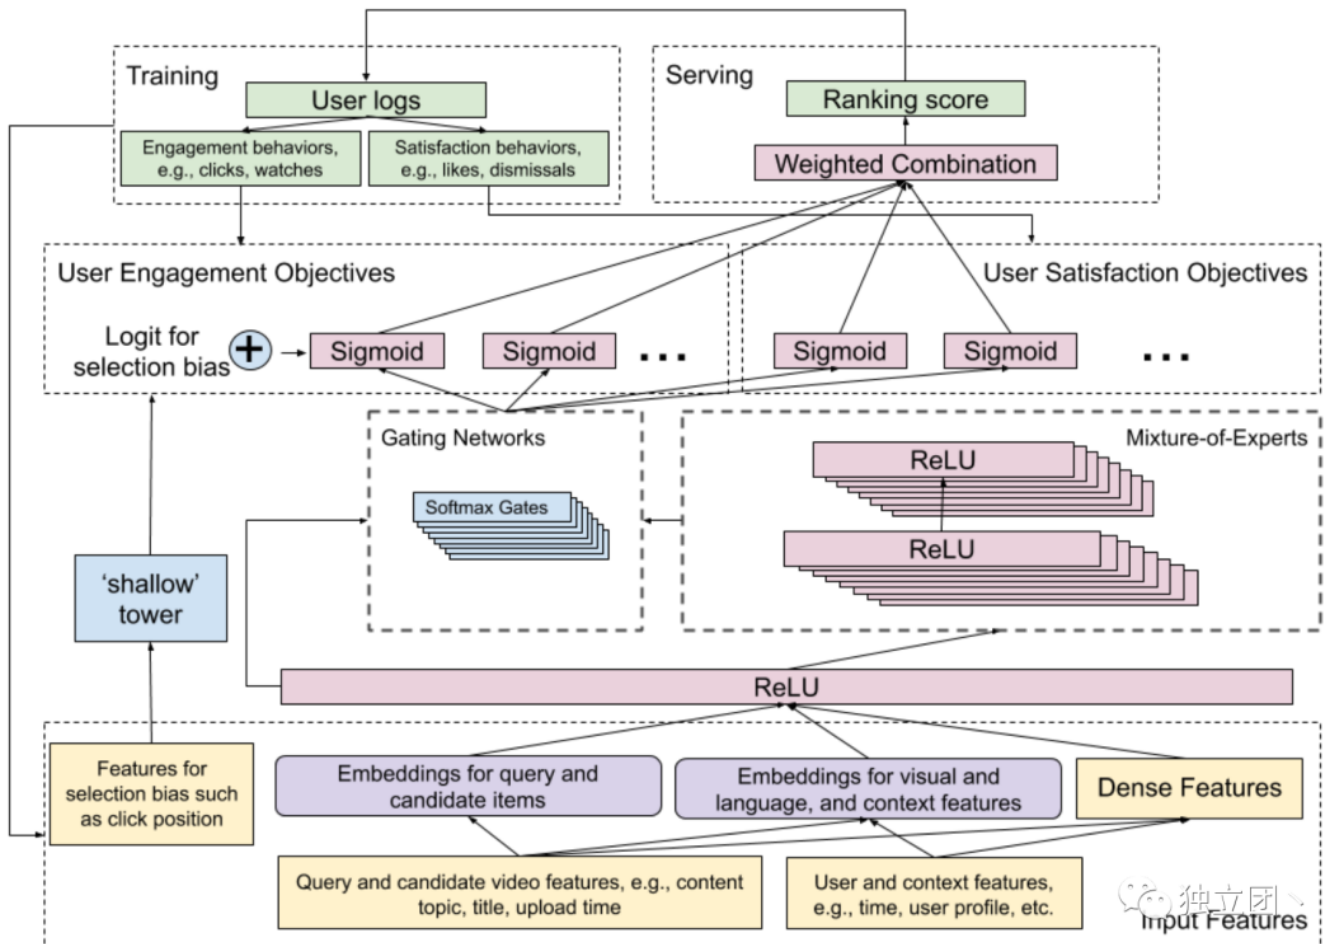 Training
User logs
Engagement behaviors,
e.g., clicks, watches
Satisfaction behaviors,
e.g., likes, dismissals
Serving
Ranking score
Weighted Combination
User Engagement Objectives
Logit for
selection bias
+
Sigmoid
Sigmoid
...
User Satisfaction Objectives
Sigmoid
Sigmoid
...
Gating Networks
Softmax Gates
Mixture-of-Experts
ReLU
ReLU
‘shallow’
tower
ReLU
Features for
selection bias such
as click position
Embeddings for query and
candidate items
Embeddings for visual and
language, and context features
Dense Features
Query and candidate video features, e.g., content
topic, title, upload time
User and context features,
e.g., time, user profile, etc.
独立团丶
Input Features